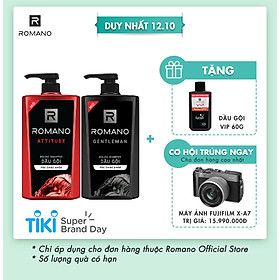 R
ROMANO
DUY NHẤT 12.10
TẶNG
DẦU GỘI
VIP 60G
R
ROMANO
ATTITUDE
DẦU GỘI
R
ROMANO
GENTLEMAN
DẦU GỘI
+
+
CƠ HỘI TRÚNG NGAY
Cho đơn hàng cao nhất
MÁY ẢNH FUJIFILM X-A7
TRỊ GIÁ: 15.990.000Đ
TIKI Super Brand Day
* Chỉ áp dụng cho đơn hàng thuộc Romano Official Store
* Số lượng quà có hạn